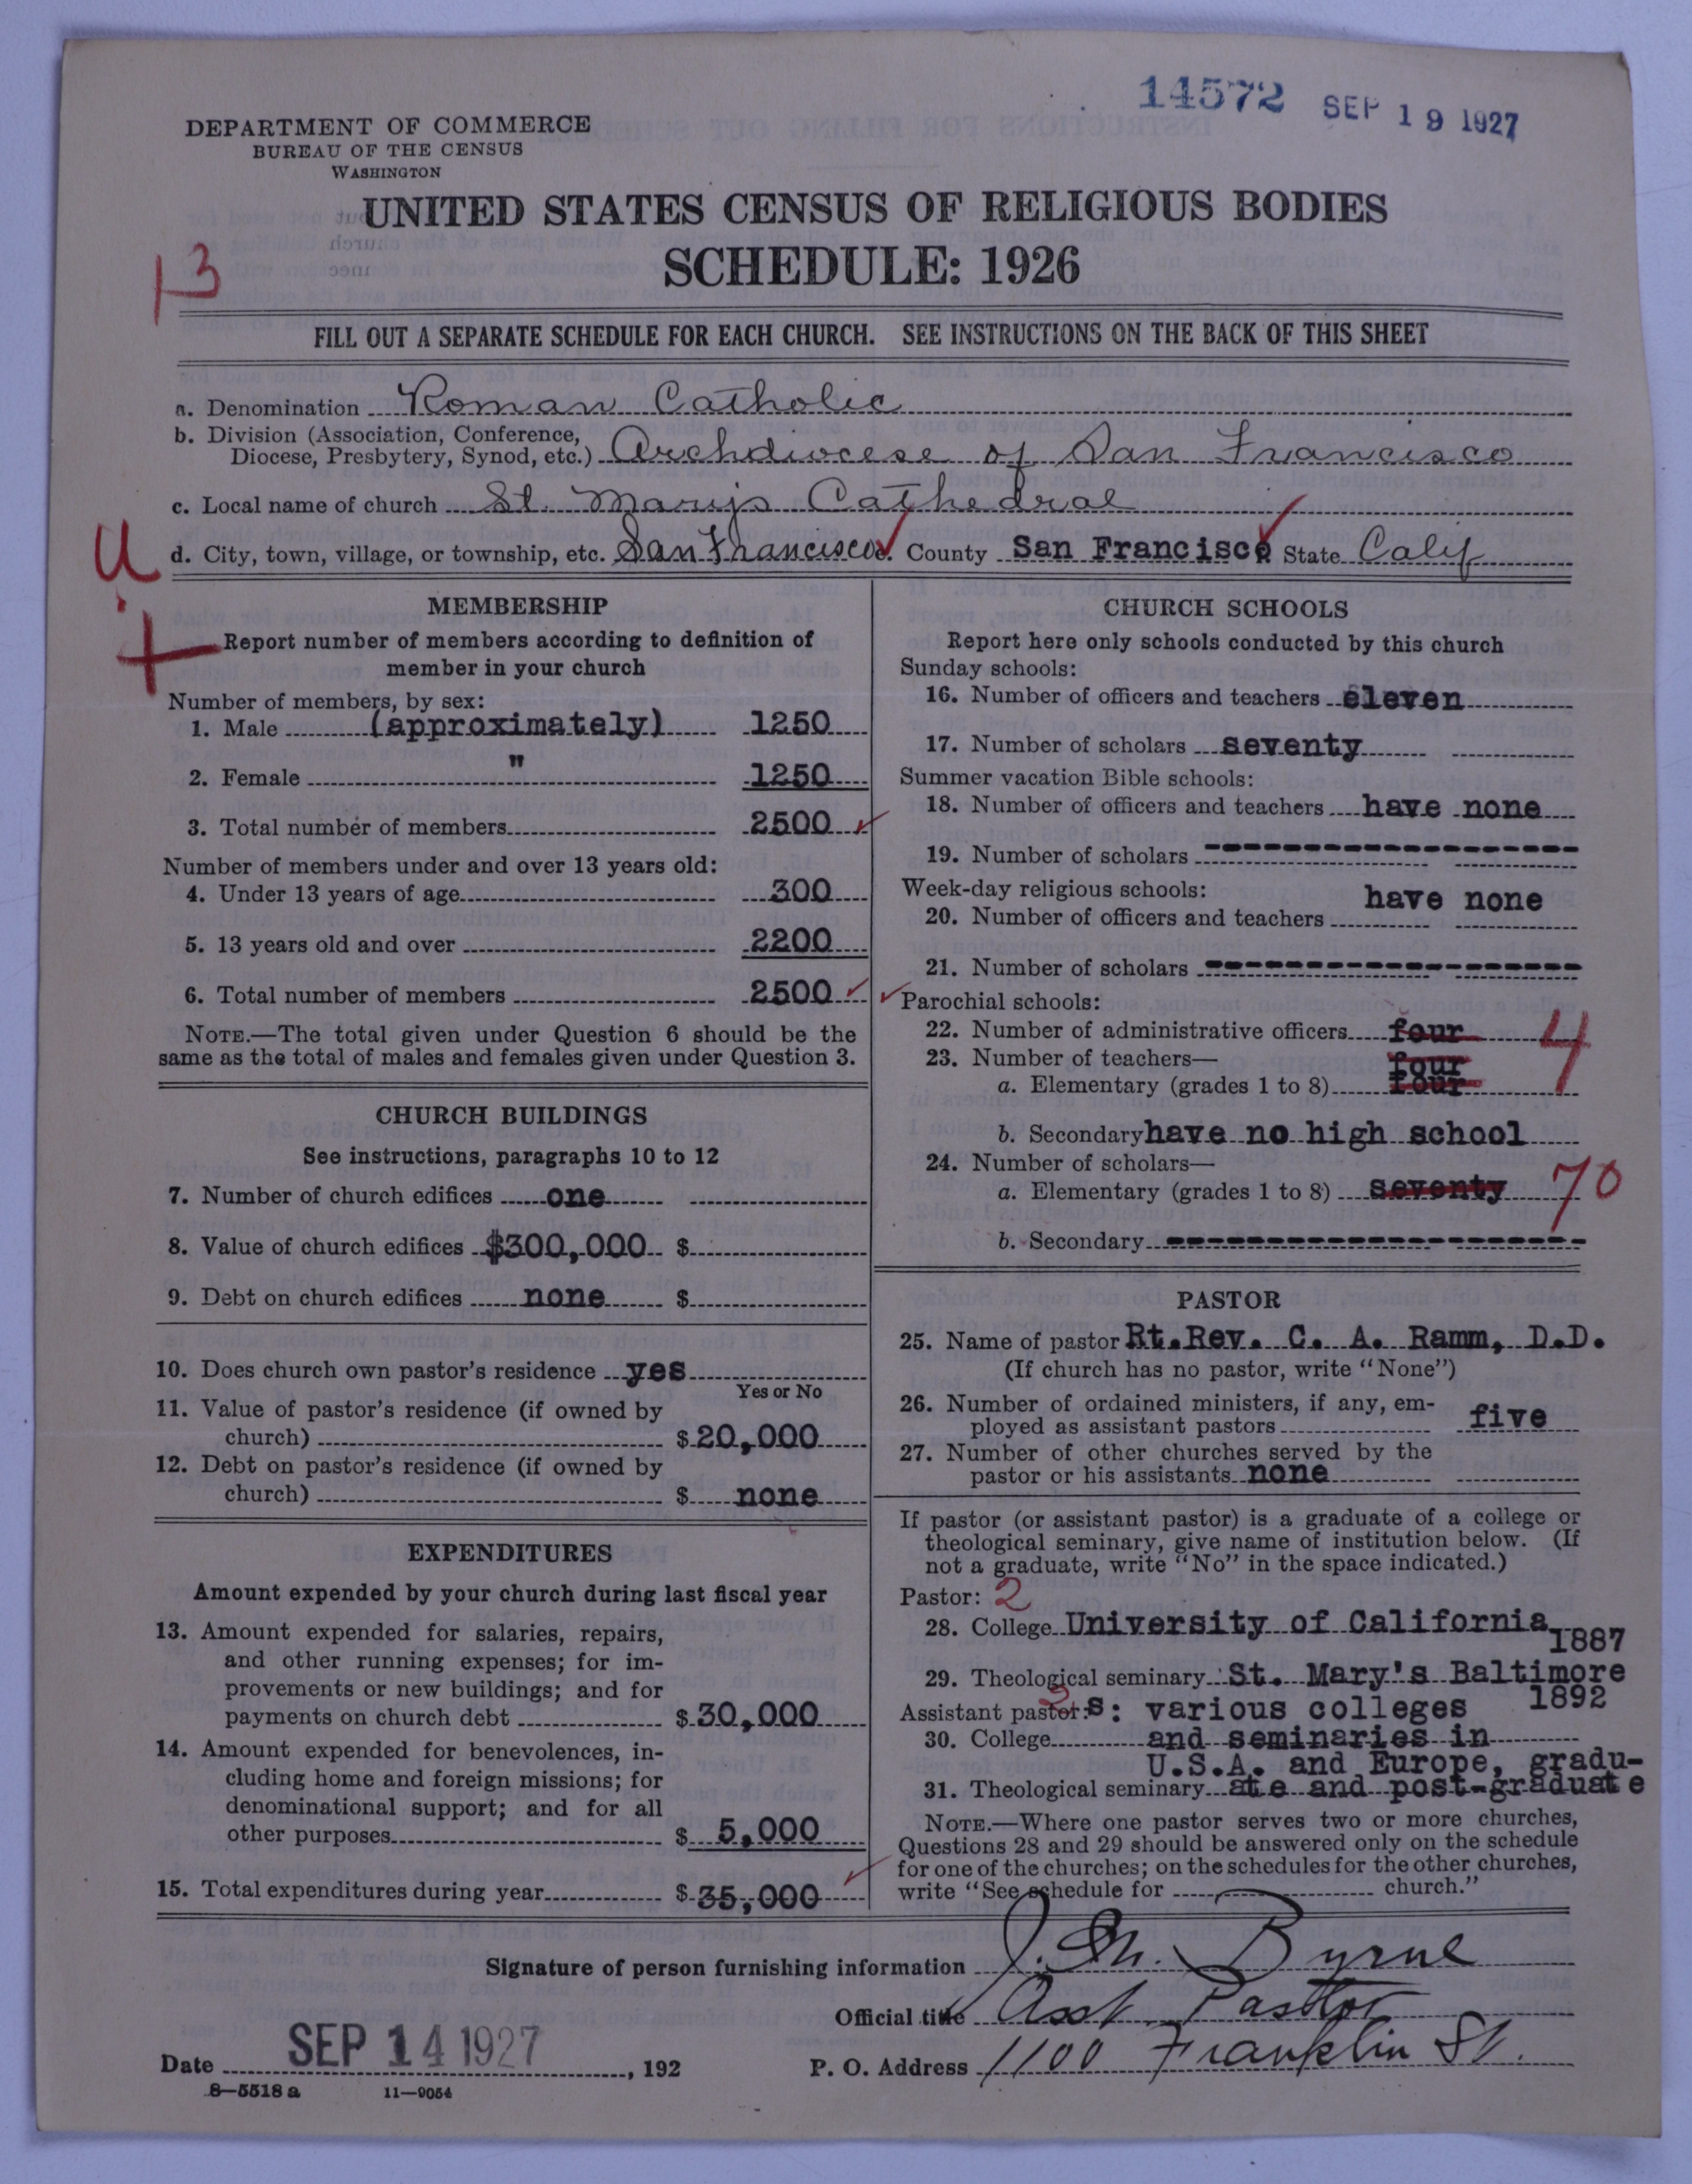 14572 SEP 19 1927
DEPARTMENT OF COMMERCE
BUREAU OF THE CENSUS
WASHINGTON
UNITED STATES CENSUS OF RELIGIOUS BODIES
SCHEDULE: 1926
13
FILL OUT A SEPARATE SCHEDULE FOR EACH CHURCH. SEE INSTRUCTIONS ON THE BACK OF THIS SHEET
a. Denomination Roman Catholic
b. Division (Association, Conference,
Diocese, Presbytery, Synod, etc.) Archdiocese of San Francisco
c. Local name of church St. Marys Cathedral
U
d. City, town, village, or township, etc. San Francisco e. County San Francisco State Calif
MEMBERSHIP
Report number of members according to definition of
member in your church
Number of members, by sex:
1. Male (approximately) 1250
2. Female " 1250
3. Total number of members 2500
Number of members under and over 13 years old:
4. Under 13 years of age 300
5. 13 years old and over 2200
6. Total number of members 2500
NOTE.—The total given under Question 6 should be the
same as the total of males and females given under Question 3.
CHURCH BUILDINGS
See instructions, paragraphs 10 to 12
7. Number of church edifices one
8. Value of church edifices $300,000 $
9. Debt on church edifices none $
10. Does church own pastor's residence yes
Yes or No
11. Value of pastor's residence (if owned by
church) $ 20,000
12. Debt on pastor's residence (if owned by
church) $ none
EXPENDITURES
Amount expended by your church during last fiscal year
13. Amount expended for salaries, repairs,
and other running expenses; for im-
provements or new buildings; and for
payments on church debt $ 30,000
14. Amount expended for benevolences, in-
cluding home and foreign missions; for
denominational support; and for all
other purposes $ 5,000
15. Total expenditures during year $ 35,000
CHURCH SCHOOLS
Report here only schools conducted by this church
Sunday schools:
16. Number of officers and teachers eleven
17. Number of scholars seventy
Summer vacation Bible schools:
18. Number of officers and teachers have none
19. Number of scholars
Week-day religious schools:
have none
20. Number of officers and teachers
21. Number of scholars
Parochial schools:
22. Number of administrative officers four
23. Number of teachers— four 4
a. Elementary (grades 1 to 8) four
b. Secondary have no high school
24. Number of scholars—
a. Elementary (grades 1 to 8) seventy 70
b. Secondary
PASTOR
25. Name of pastor Rt.Rev. C. A. Ramm, D.D.
(If church has no pastor, write "None")
26. Number of ordained ministers, if any, em-
ployed as assistant pastors five
27. Number of other churches served by the
pastor or his assistants none
If pastor (or assistant pastor) is a graduate of a college or
theological seminary, give name of institution below. (If
not a graduate, write "No" in the space indicated.)
Pastor: 2
28. College University of California 1887
29. Theological seminary St. Mary's Baltimore
1892
Assistant pastor:s: various colleges
30. College and seminaries in
U.S.A. and Europe, gradu-
31. Theological seminary ate and post-graduate
NOTE.—Where one pastor serves two or more churches,
Questions 28 and 29 should be answered only on the schedule
for one of the churches; on the schedules for the other churches,
write "See schedule for church."
Signature of person furnishing information J. M. Byrne
Official title Asst. Pastor
Date SEP 14 1927, 192
P. O. Address 1100 Franklin St.
8—5518 a 11—9054